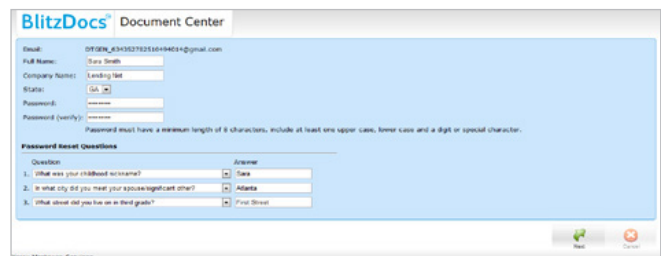 BlitzDocs® Document Center
Email:
Full Name: Sara Smith
Company Name: Lending Net
State: GA
Password:
Password (verify):
Password must have a minimum length of 8 characters, include at least one upper case, lower case and a digit or special character.
Password Reset Questions
Question Answer
1. What was your childhood nickname? Sara
2. In what city did you meet your spouse/significant other? Atlanta
3. What street did you live on in third grade? First Street
Next Cancel